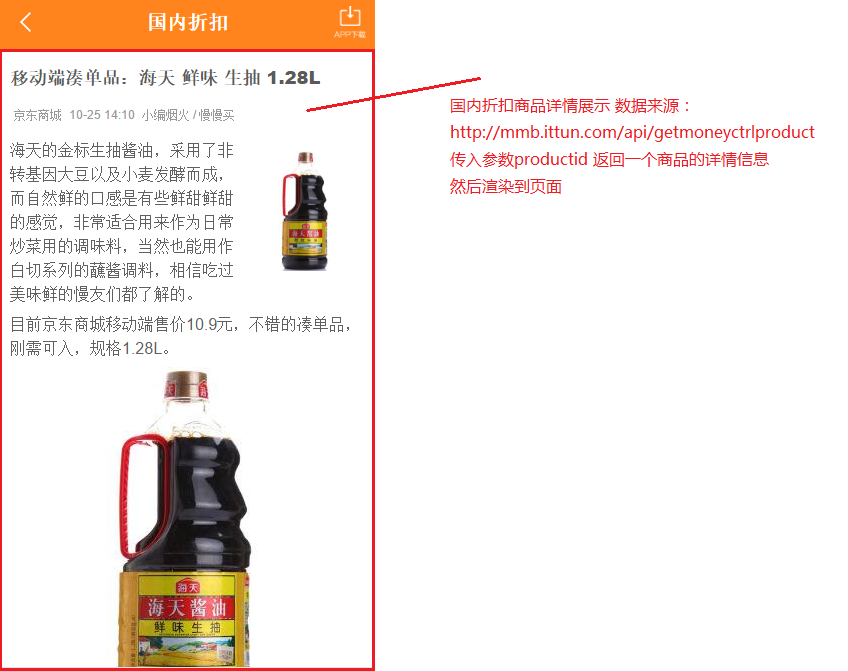 国内折扣
APP下载
移动端凑单品：海天 鲜味 生抽 1.28L
京东商城 10-25 14:10 小编烟火 / 慢慢买
海天的金标生抽酱油，采用了非
转基因大豆以及小麦发酵而成，
而自然鲜的口感是有些鲜甜鲜甜
的感觉，非常适合用来作为日常
炒菜用的调味料，当然也能用作
白切系列的蘸酱调料，相信吃过
美味鲜的慢友们都了解的。
目前京东商城移动端售价10.9元，不错的凑单品，
刚需可入，规格1.28L。
海天
海天酱油
鲜味生抽
国内折扣商品详情展示 数据来源：
http://mmb.ittun.com/api/getmoneyctrlproduct
传入参数productid 返回一个商品的详情信息
然后渲染到页面